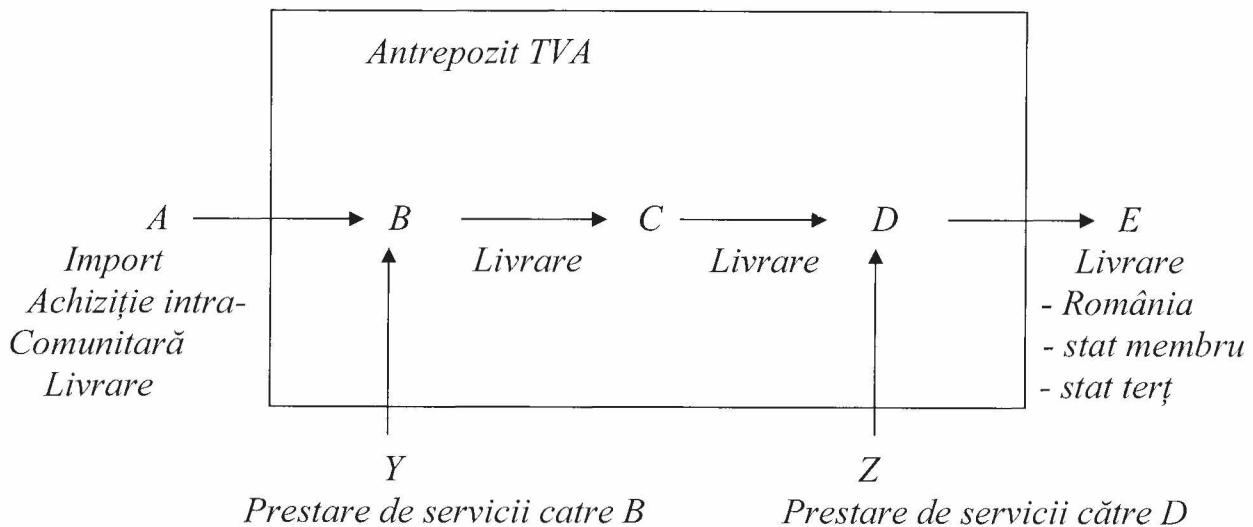 Antrepozit TVA
A B C D E
Import Livrare Livrare Livrare
Achiziție intra- - România
Comunitară - stat membru
Livrare - stat terț
Y Z
Prestare de servicii catre B Prestare de servicii către D